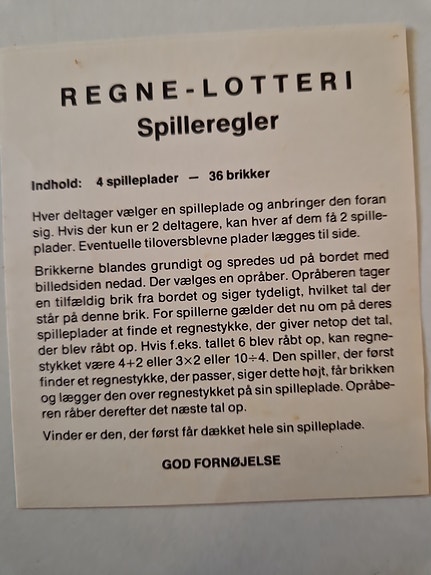 REGNE-LOTTERI
Spilleregler
Indhold: 4 spilleplader — 36 brikker
Hver deltager vælger en spilleplade og anbringer den foran
sig. Hvis der kun er 2 deltagere, kan hver af dem få 2 spille-
plader. Eventuelle tiloversblevne plader lægges til side.
Brikkerne blandes grundigt og spredes ud på bordet med
billedsiden nedad. Der vælges en opråber. Opråberen tager
en tilfældig brik fra bordet og siger tydeligt, hvilket tal der
står på denne brik. For spillerne gælder det nu om på deres
spilleplader at finde et regnestykke, der giver netop det tal,
der blev råbt op. Hvis f.eks. tallet 6 blev råbt op, kan regne-
stykket være 4+2 eller 3×2 eller 10÷4. Den spiller, der først
finder et regnestykke, der passer, siger dette højt, får brikken
og lægger den over regnestykket på sin spilleplade. Opråbe-
ren råber derefter det næste tal op.
Vinder er den, der først får dækket hele sin spilleplade.
GOD FORNØJELSE